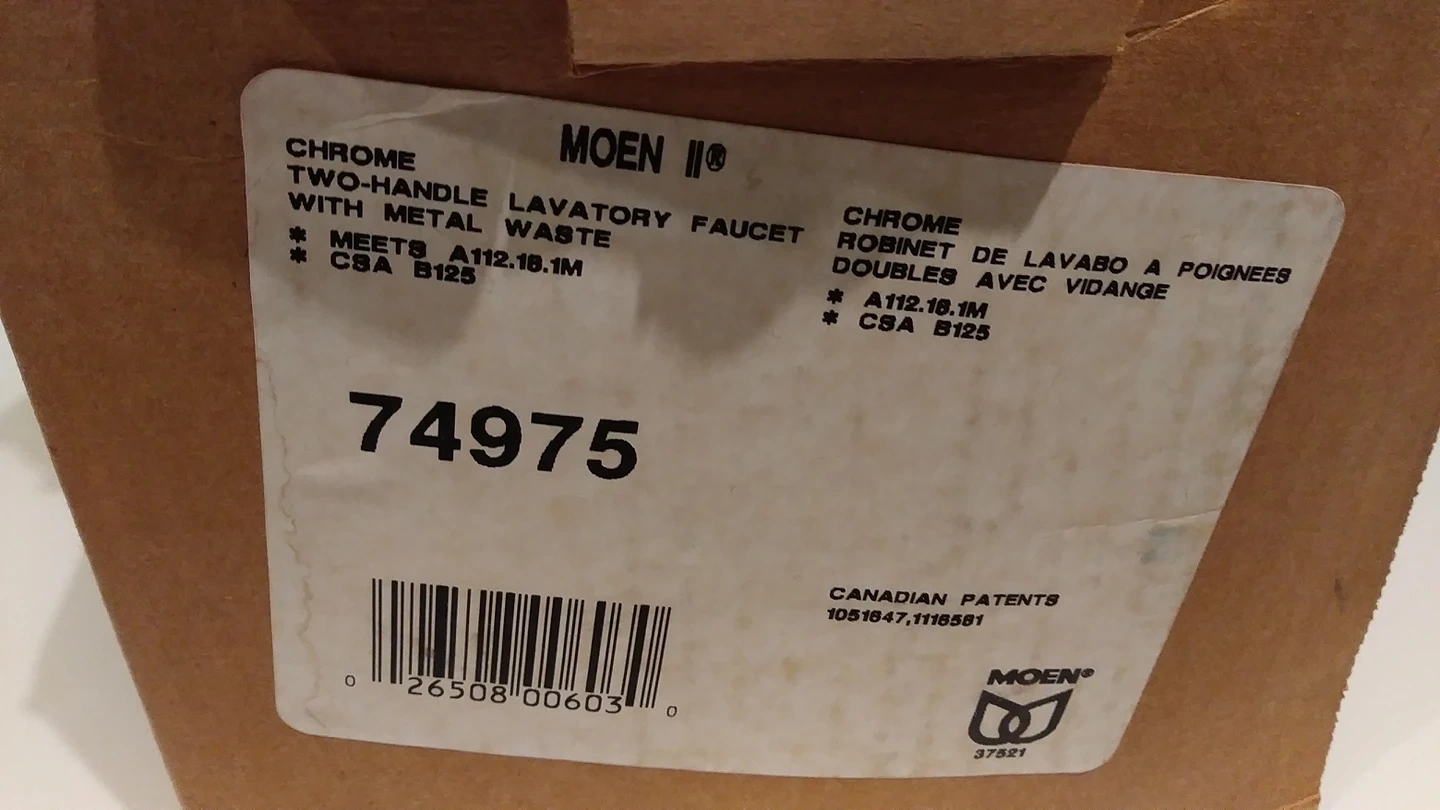 MOEN II®
CHROME
TWO-HANDLE LAVATORY FAUCET
WITH METAL WASTE
* MEETS A112.18.1M
* CSA B125
CHROME
ROBINET DE LAVABO A POIGNEES
DOUBLES AVEC VIDANGE
* A112.18.1M
* CSA B125
74975
0 26508 00603 0
CANADIAN PATENTS
1051647,1116581
MOEN®
37521